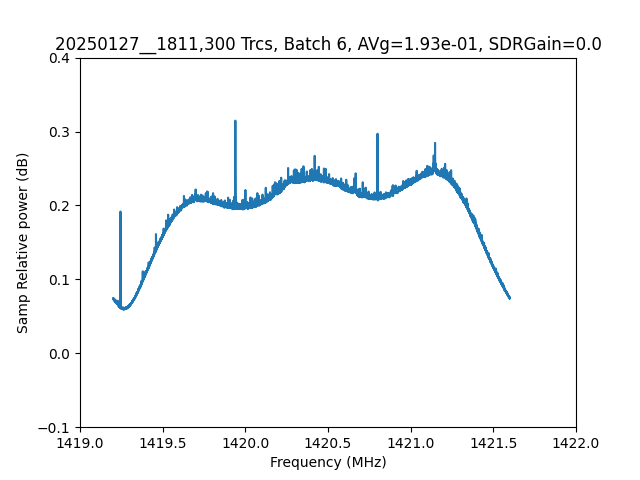 20250127__1811,300 Trcs, Batch 6, AVg=1.93e-01, SDRGain=0.0
0.4
0.3
0.2
0.1
0.0
−0.1
Samp Relative power (dB)
1419.0 1419.5 1420.0 1420.5 1421.0 1421.5 1422.0
Frequency (MHz)